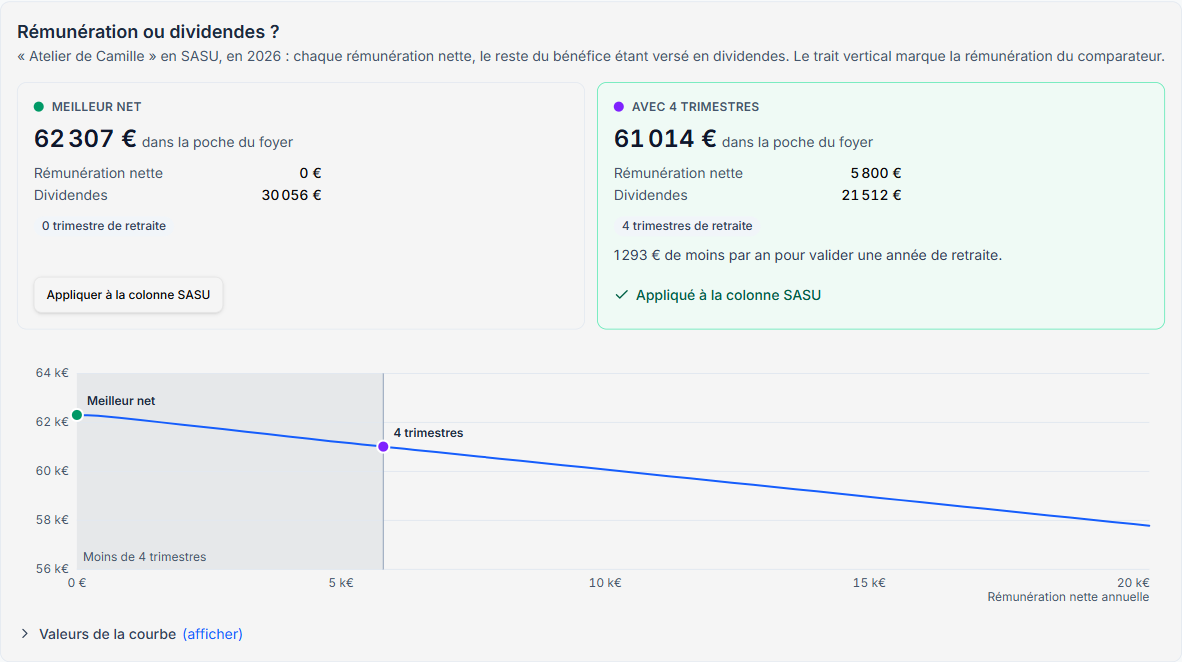 Rémunération ou dividendes ?
« Atelier de Camille » en SASU, en 2026 : chaque rémunération nette, le reste du bénéfice étant versé en dividendes. Le trait vertical marque la rémunération du comparateur.
MEILLEUR NET
62 307 € dans la poche du foyer
Rémunération nette 0 €
Dividendes 30 056 €
0 trimestre de retraite
Appliquer à la colonne SASU
AVEC 4 TRIMESTRES
61 014 € dans la poche du foyer
Rémunération nette 5 800 €
Dividendes 21 512 €
4 trimestres de retraite
1 293 € de moins par an pour valider une année de retraite.
Appliqué à la colonne SASU
64 k€
Meilleur net
62 k€
4 trimestres
60 k€
58 k€
Moins de 4 trimestres
56 k€
0 € 5 k€ 10 k€ 15 k€ 20 k€
Rémunération nette annuelle
Valeurs de la courbe (afficher)